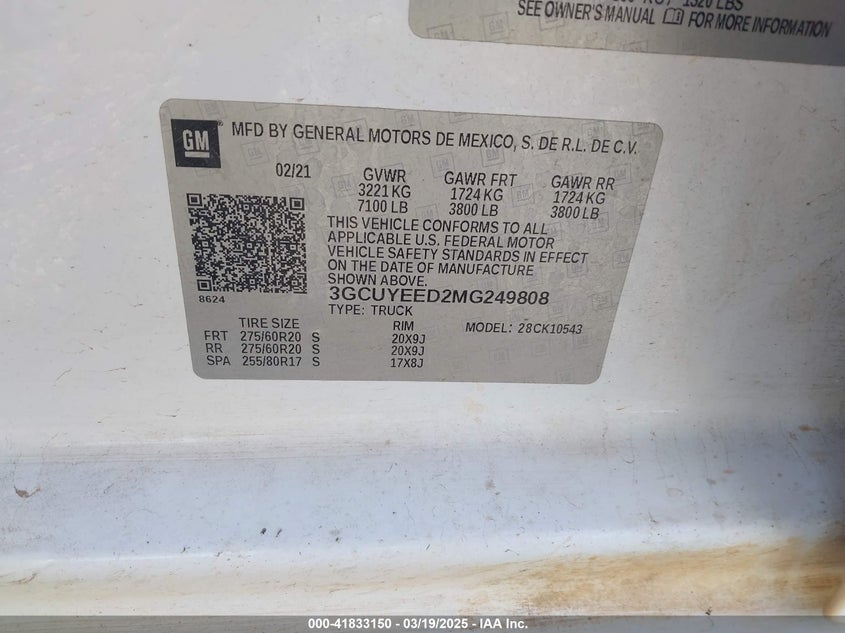 1320 LBS
SEE OWNER'S MANUAL FOR MORE INFORMATION
GM MFD BY GENERAL MOTORS DE MEXICO, S. DE R.L. DE C.V.
02/21 GVWR GAWR FRT GAWR RR
3221 KG 1724 KG 1724 KG
7100 LB 3800 LB 3800 LB
THIS VEHICLE CONFORMS TO ALL
APPLICABLE U.S. FEDERAL MOTOR
VEHICLE SAFETY STANDARDS IN EFFECT
ON THE DATE OF MANUFACTURE
SHOWN ABOVE.
8624 3GCUYEED2MG249808
TYPE: TRUCK
TIRE SIZE RIM MODEL: 28CK10543
FRT 275/60R20 S 20X9J
RR 275/60R20 S 20X9J
SPA 255/80R17 S 17X8J
000-41833150 — 03/19/2025 — IAA Inc.